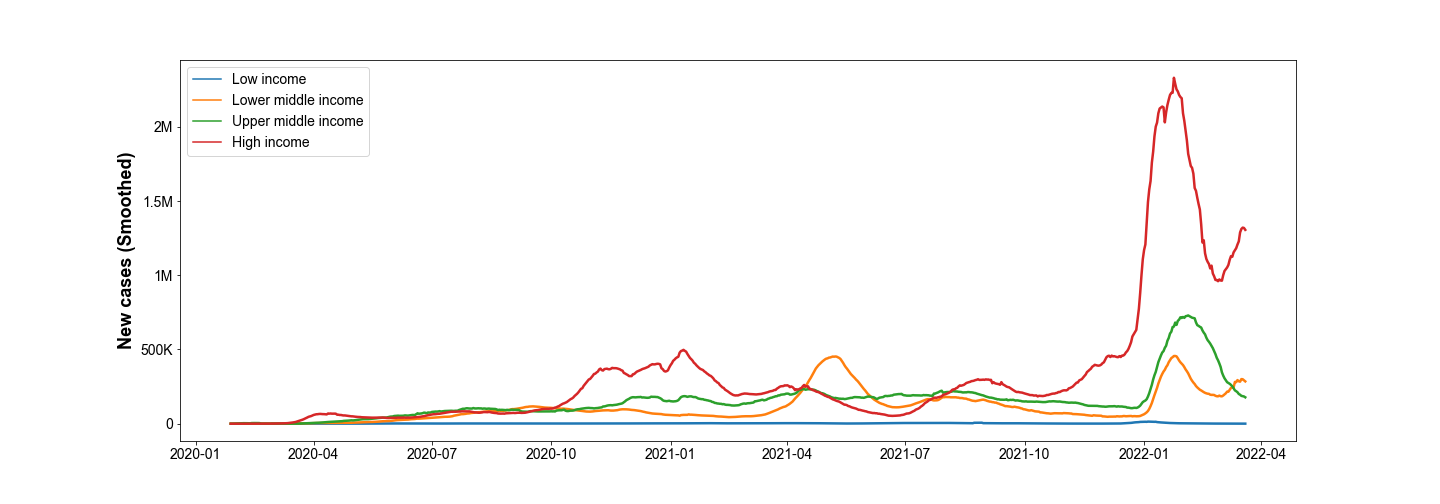 Low income
Lower middle income
Upper middle income
High income
New cases (Smoothed)
2M
1.5M
1M
500K
0
2020-01 2020-04 2020-07 2020-10 2021-01 2021-04 2021-07 2021-10 2022-01 2022-04